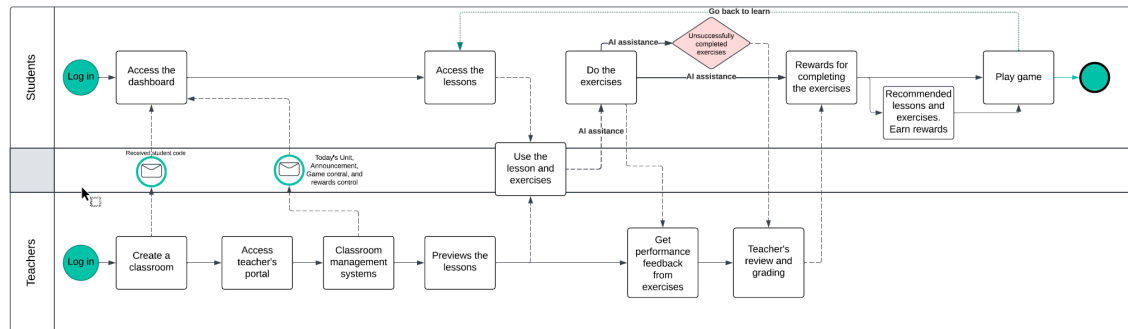 Go back to learn
Students
Log in
Access the
dashboard
Access the
lessons
Do the
exercises
AI assistance
Unsuccessfully
completed
exercises
AI assistance
Rewards for
completing
the exercises
Recommended
lessons and
exercises.
Earn rewards
Play game
AI assitance
Received student code
Today's Unit,
Announcement,
Game contral, and
rewards control
Use the
lesson and
exercises
Teachers
Log in
Create a
classroom
Access
teacher's
portal
Classroom
management
systems
Previews the
lessons
Get
performance
feedback
from
exercises
Teacher's
review and
grading